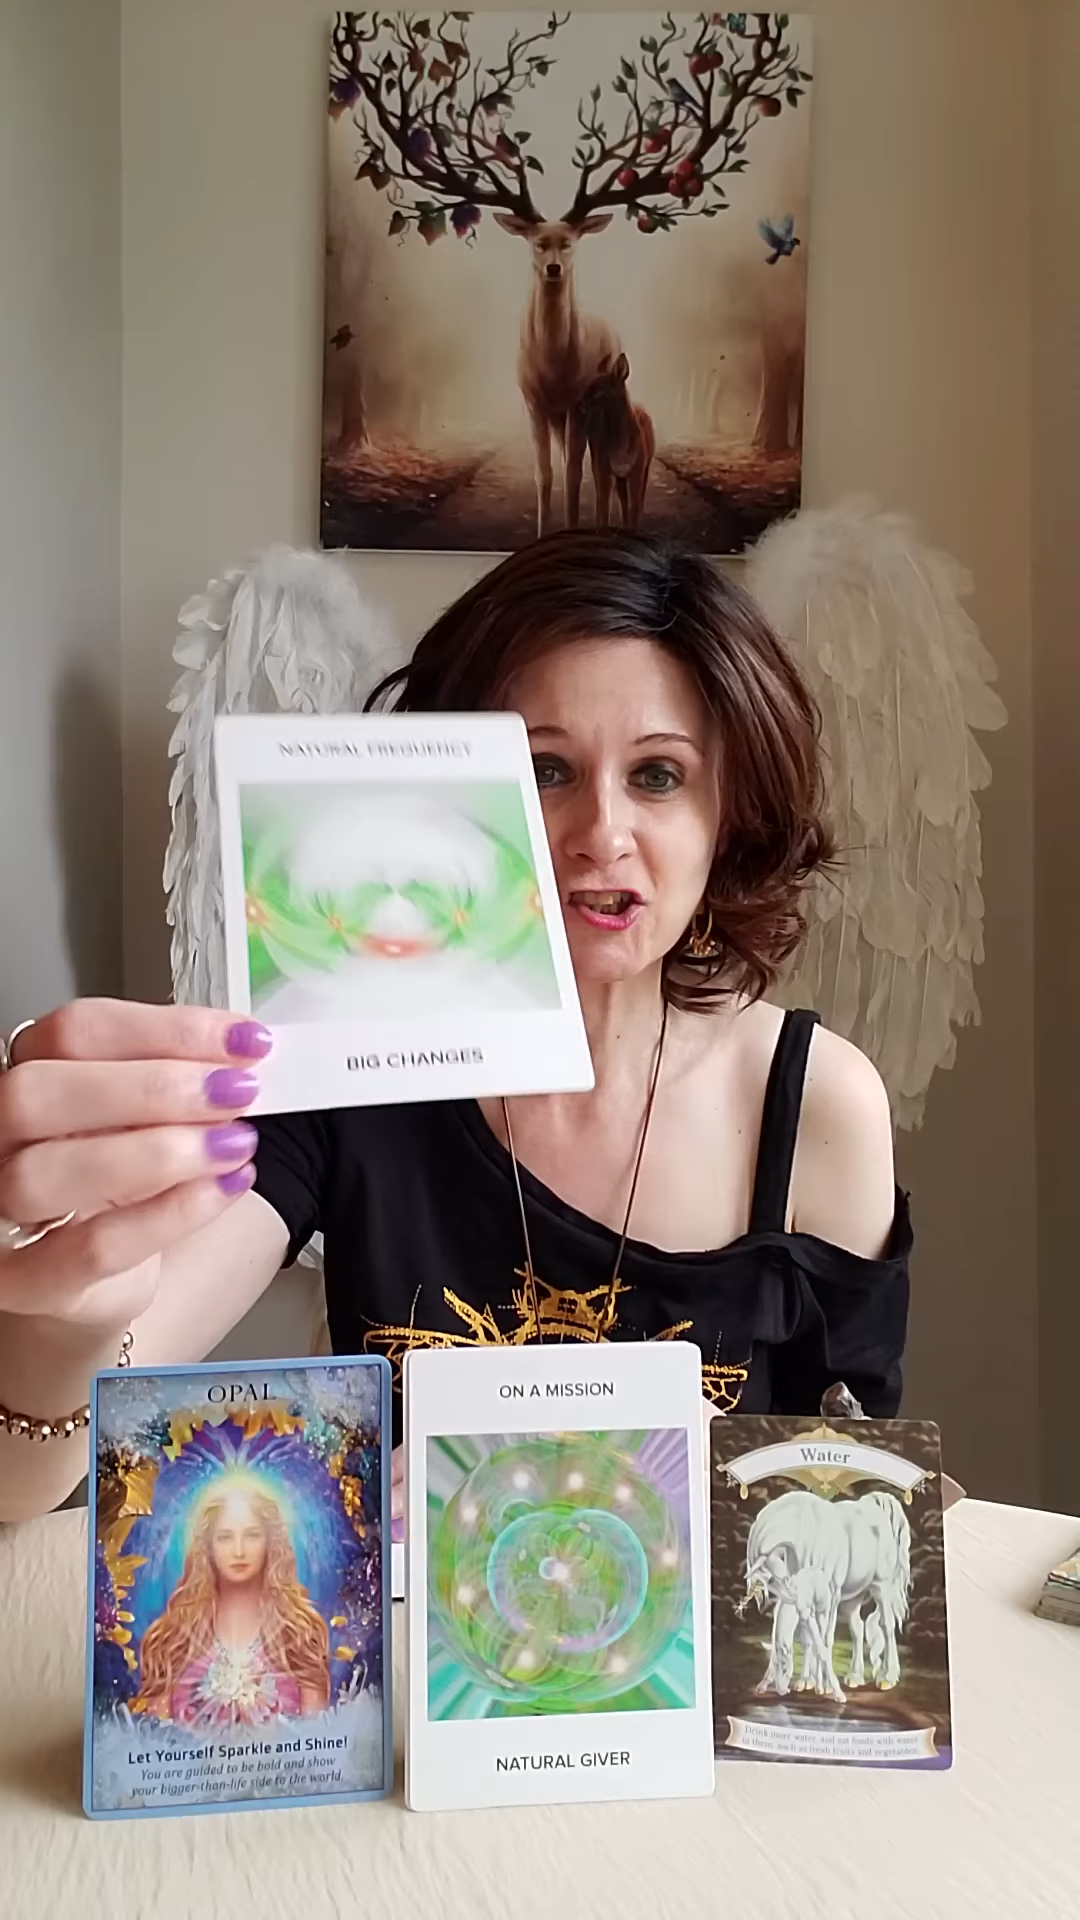 NATURAL FREQUENCY
BIG CHANGES
OPAL
Let Yourself Sparkle and Shine!
You are guided to be bold and show
your bigger-than-life side to the world.
ON A MISSION
NATURAL GIVER
Water
Drink more water, and eat foods with water
in them, such as fresh fruits and vegetables.